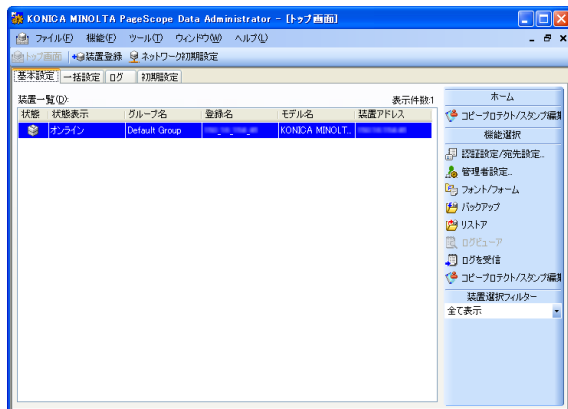 KONICA MINOLTA PageScope Data Administrator - [トップ画面]
ファイル(F) 機能(E) ツール(T) ウィンドウ(W) ヘルプ(L)
トップ画面 装置登録 ネットワーク初期設定
基本設定 一括設定 ログ 初期設定
装置一覧(D): 表示件数:1
状態 状態表示 グループ名 登録名 モデル名 装置アドレス
オンライン Default Group KONICA MINOLT...
ホーム
コピープロテクト/スタンプ編集
機能選択
認証設定/宛先設定...
管理者設定...
フォント/フォーム
バックアップ
リストア
ログビューア
ログを受信
コピープロテクト/スタンプ編集
装置選択フィルター
全て表示